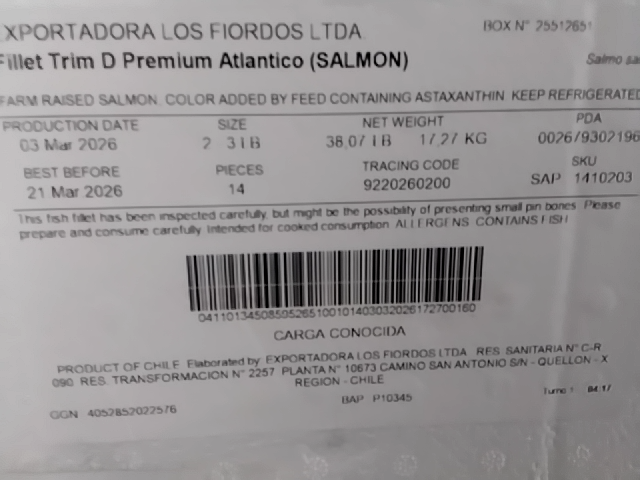 XPORTADORA LOS FIORDOS LTDA.
BOX N° 25512651
Fillet Trim D Premium Atlantico (SALMON)
Salmo sa
FARM RAISED SALMON. COLOR ADDED BY FEED CONTAINING ASTAXANTHIN. KEEP REFRIGERATED
PRODUCTION DATE SIZE NET WEIGHT PDA
03 Mar 2026 2 3 LB 38,07 LB 17,27 KG 0026/9302196
BEST BEFORE PIECES TRACING CODE SKU
21 Mar 2026 14 9220260200 SAP 1410203
This fish fillet has been inspected carefully, but might be the possibility of presenting small pin bones. Please
prepare and consume carefully. Intended for cooked consumption. ALLERGENS: CONTAINS FISH
CARGA CONOCIDA
PRODUCT OF CHILE Elaborated by: EXPORTADORA LOS FIORDOS LTDA. RES. SANITARIA N° C-R
090 RES. TRANSFORMACION N° 2257 PLANTA N° 10673 CAMINO SAN ANTONIO S/N - QUELLON - X
REGION - CHILE
GGN 4052852022576
BAP P10345
Turno 1